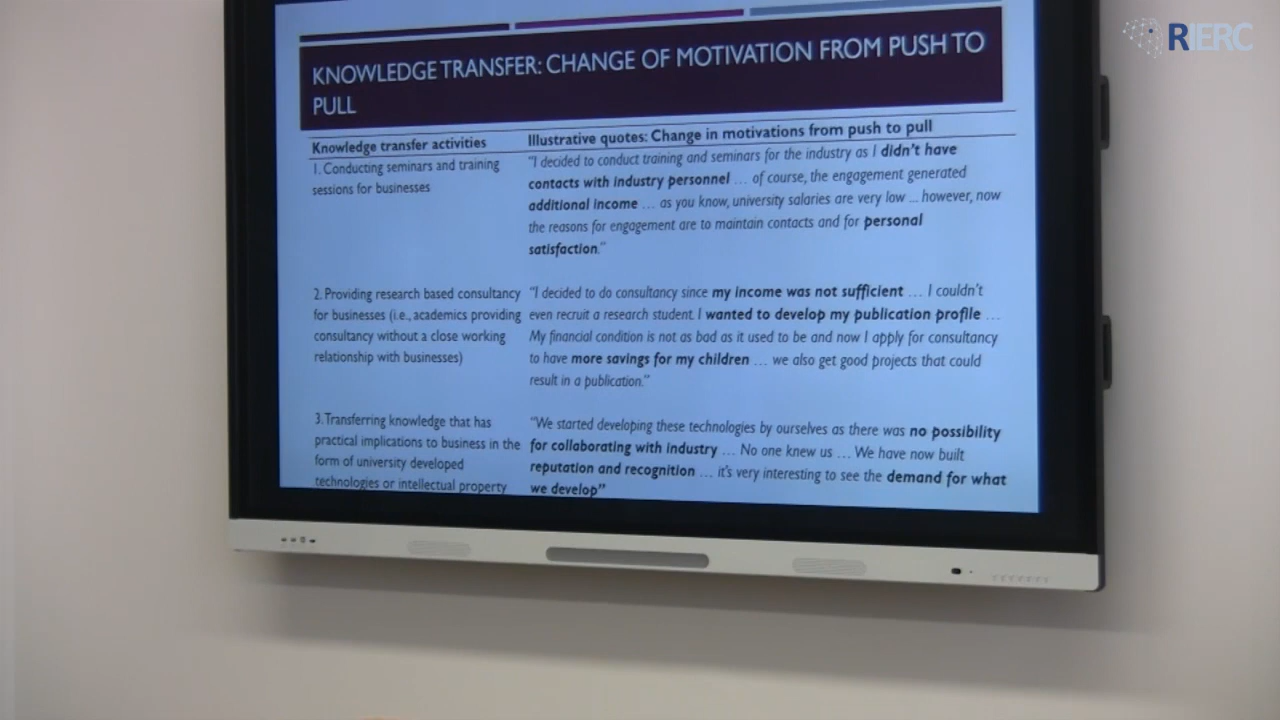 RIERC
KNOWLEDGE TRANSFER: CHANGE OF MOTIVATION FROM PUSH TO
PULL
Knowledge transfer activities
Illustrative quotes: Change in motivations from push to pull
1. Conducting seminars and training
sessions for businesses
"I decided to conduct training and seminars for the industry as I didn't have
contacts with industry personnel … of course, the engagement generated
additional income … as you know, university salaries are very low ... however, now
the reasons for engagement are to maintain contacts and for personal
satisfaction."
2. Providing research based consultancy
for businesses (i.e., academics providing
consultancy without a close working
relationship with businesses)
"I decided to do consultancy since my income was not sufficient … I couldn't
even recruit a research student. I wanted to develop my publication profile …
My financial condition is not as bad as it used to be and now I apply for consultancy
to have more savings for my children … we also get good projects that could
result in a publication."
3. Transferring knowledge that has
practical implications to business in the
form of university developed
technologies or intellectual property
"We started developing these technologies by ourselves as there was no possibility
for collaborating with industry … No one knew us … We have now built
reputation and recognition … it's very interesting to see the demand for what
we develop"